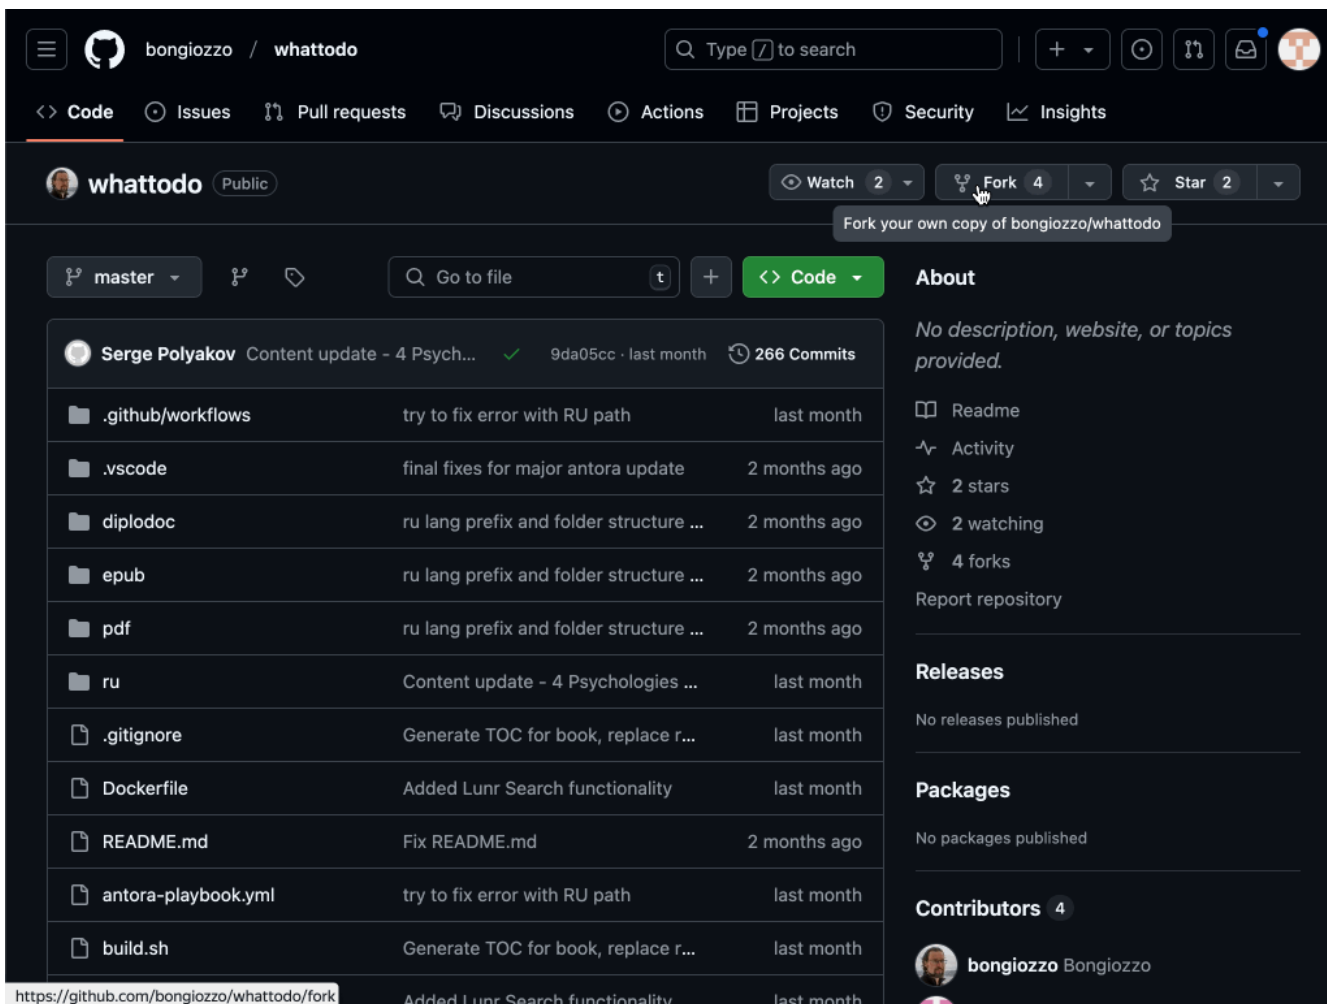 bongiozzo / whattodo
Type / to search
Code
Issues
Pull requests
Discussions
Actions
Projects
Security
Insights
whattodo Public
Watch 2
Fork 4
Star 2
Fork your own copy of bongiozzo/whattodo
master
Go to file t
Code
Serge Polyakov Content update - 4 Psych... 9da05cc · last month 266 Commits
.github/workflows try to fix error with RU path last month
.vscode final fixes for major antora update 2 months ago
diplodoc ru lang prefix and folder structure ... 2 months ago
epub ru lang prefix and folder structure ... 2 months ago
pdf ru lang prefix and folder structure ... 2 months ago
ru Content update - 4 Psychologies ... last month
.gitignore Generate TOC for book, replace r... last month
Dockerfile Added Lunr Search functionality last month
README.md Fix README.md 2 months ago
antora-playbook.yml try to fix error with RU path last month
build.sh Generate TOC for book, replace r... last month
Added Lunr Search functionality last month
https://github.com/bongiozzo/whattodo/fork
About
No description, website, or topics
provided.
Readme
Activity
2 stars
2 watching
4 forks
Report repository
Releases
No releases published
Packages
No packages published
Contributors 4
bongiozzo Bongiozzo